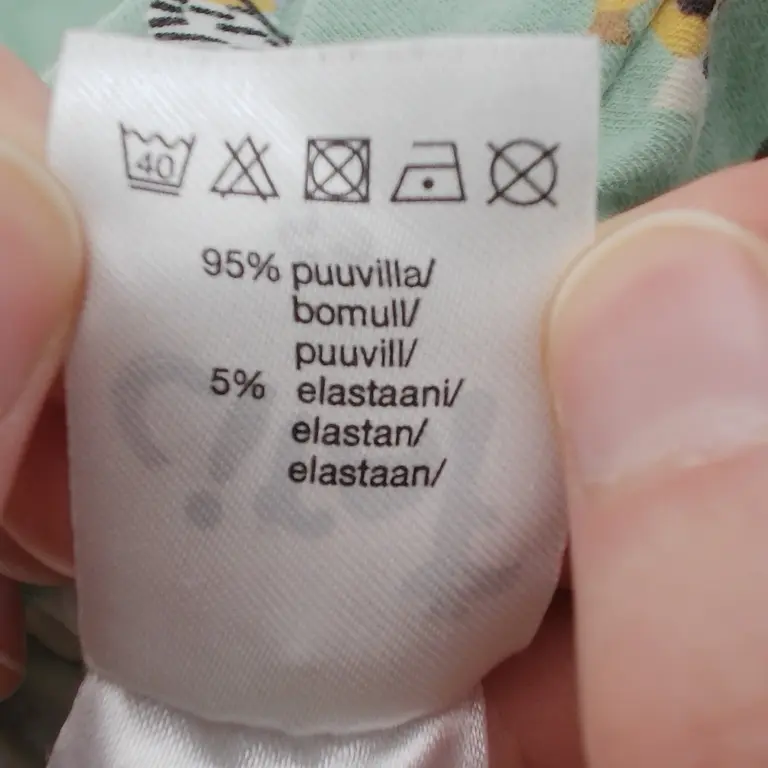 40
95% puuvilla/
bomull/
puuvill/
5% elastaani/
elastan/
elastaan/